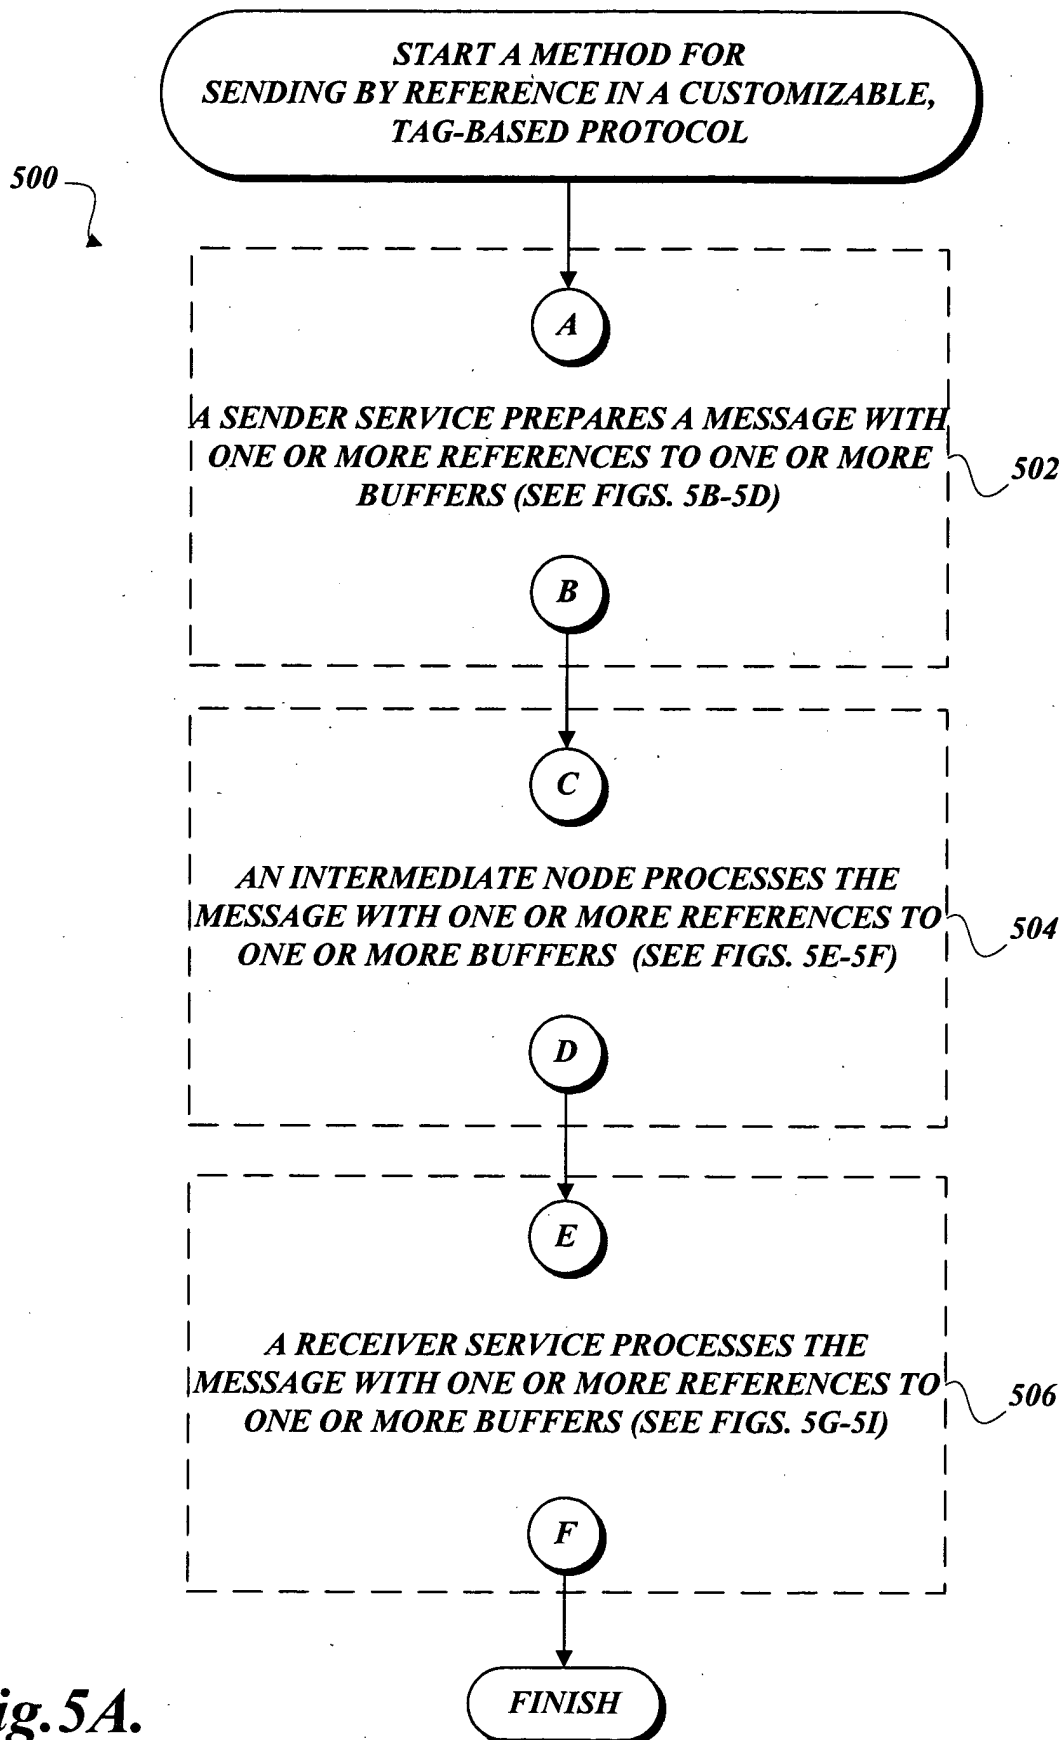 START A METHOD FOR
SENDING BY REFERENCE IN A CUSTOMIZABLE,
TAG-BASED PROTOCOL
500
A
A SENDER SERVICE PREPARES A MESSAGE WITH
ONE OR MORE REFERENCES TO ONE OR MORE
BUFFERS (SEE FIGS. 5B-5D)
502
B
C
AN INTERMEDIATE NODE PROCESSES THE
MESSAGE WITH ONE OR MORE REFERENCES TO
ONE OR MORE BUFFERS (SEE FIGS. 5E-5F)
504
D
E
A RECEIVER SERVICE PROCESSES THE
MESSAGE WITH ONE OR MORE REFERENCES TO
ONE OR MORE BUFFERS (SEE FIGS. 5G-5I)
506
F
FINISH
ig.5A.